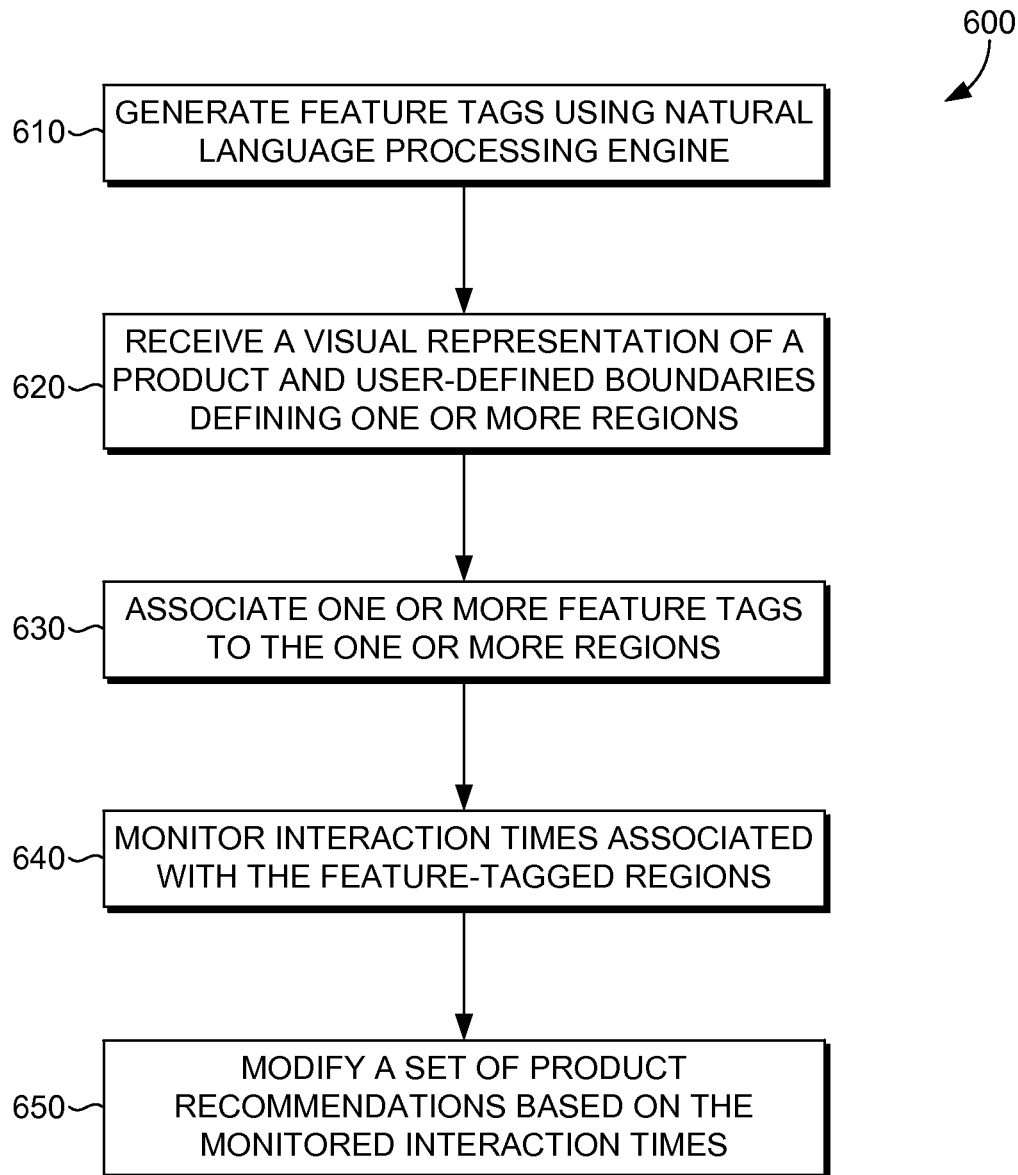 600
610
GENERATE FEATURE TAGS USING NATURAL
LANGUAGE PROCESSING ENGINE
620
RECEIVE A VISUAL REPRESENTATION OF A
PRODUCT AND USER-DEFINED BOUNDARIES
DEFINING ONE OR MORE REGIONS
630
ASSOCIATE ONE OR MORE FEATURE TAGS
TO THE ONE OR MORE REGIONS
640
MONITOR INTERACTION TIMES ASSOCIATED
WITH THE FEATURE-TAGGED REGIONS
650
MODIFY A SET OF PRODUCT
RECOMMENDATIONS BASED ON THE
MONITORED INTERACTION TIMES